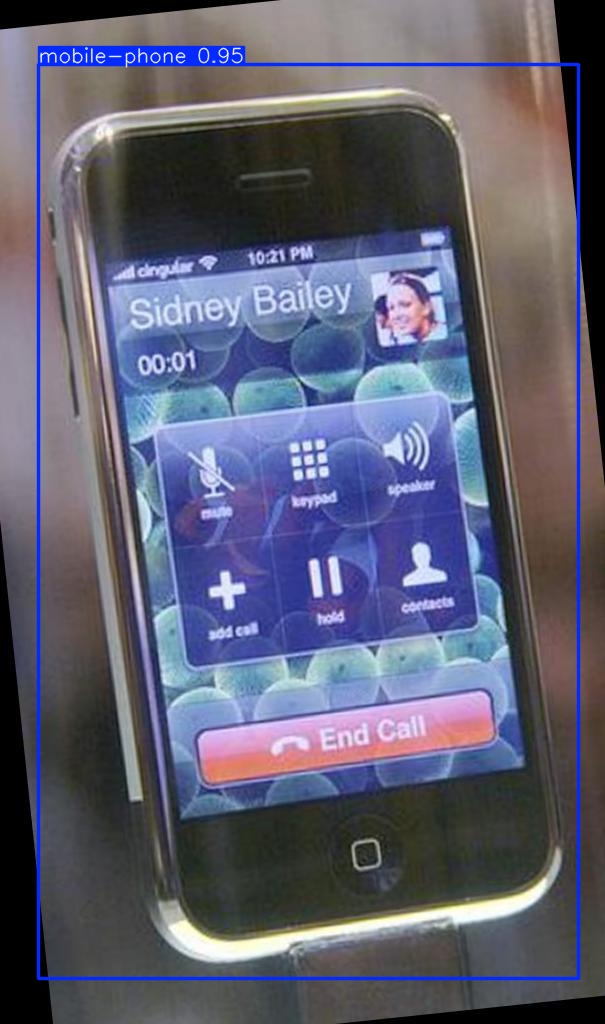 mobile-phone 0.95
cingular 10:21 PM
Sidney Bailey
00:01
mute keypad speaker
add call hold contacts
End Call